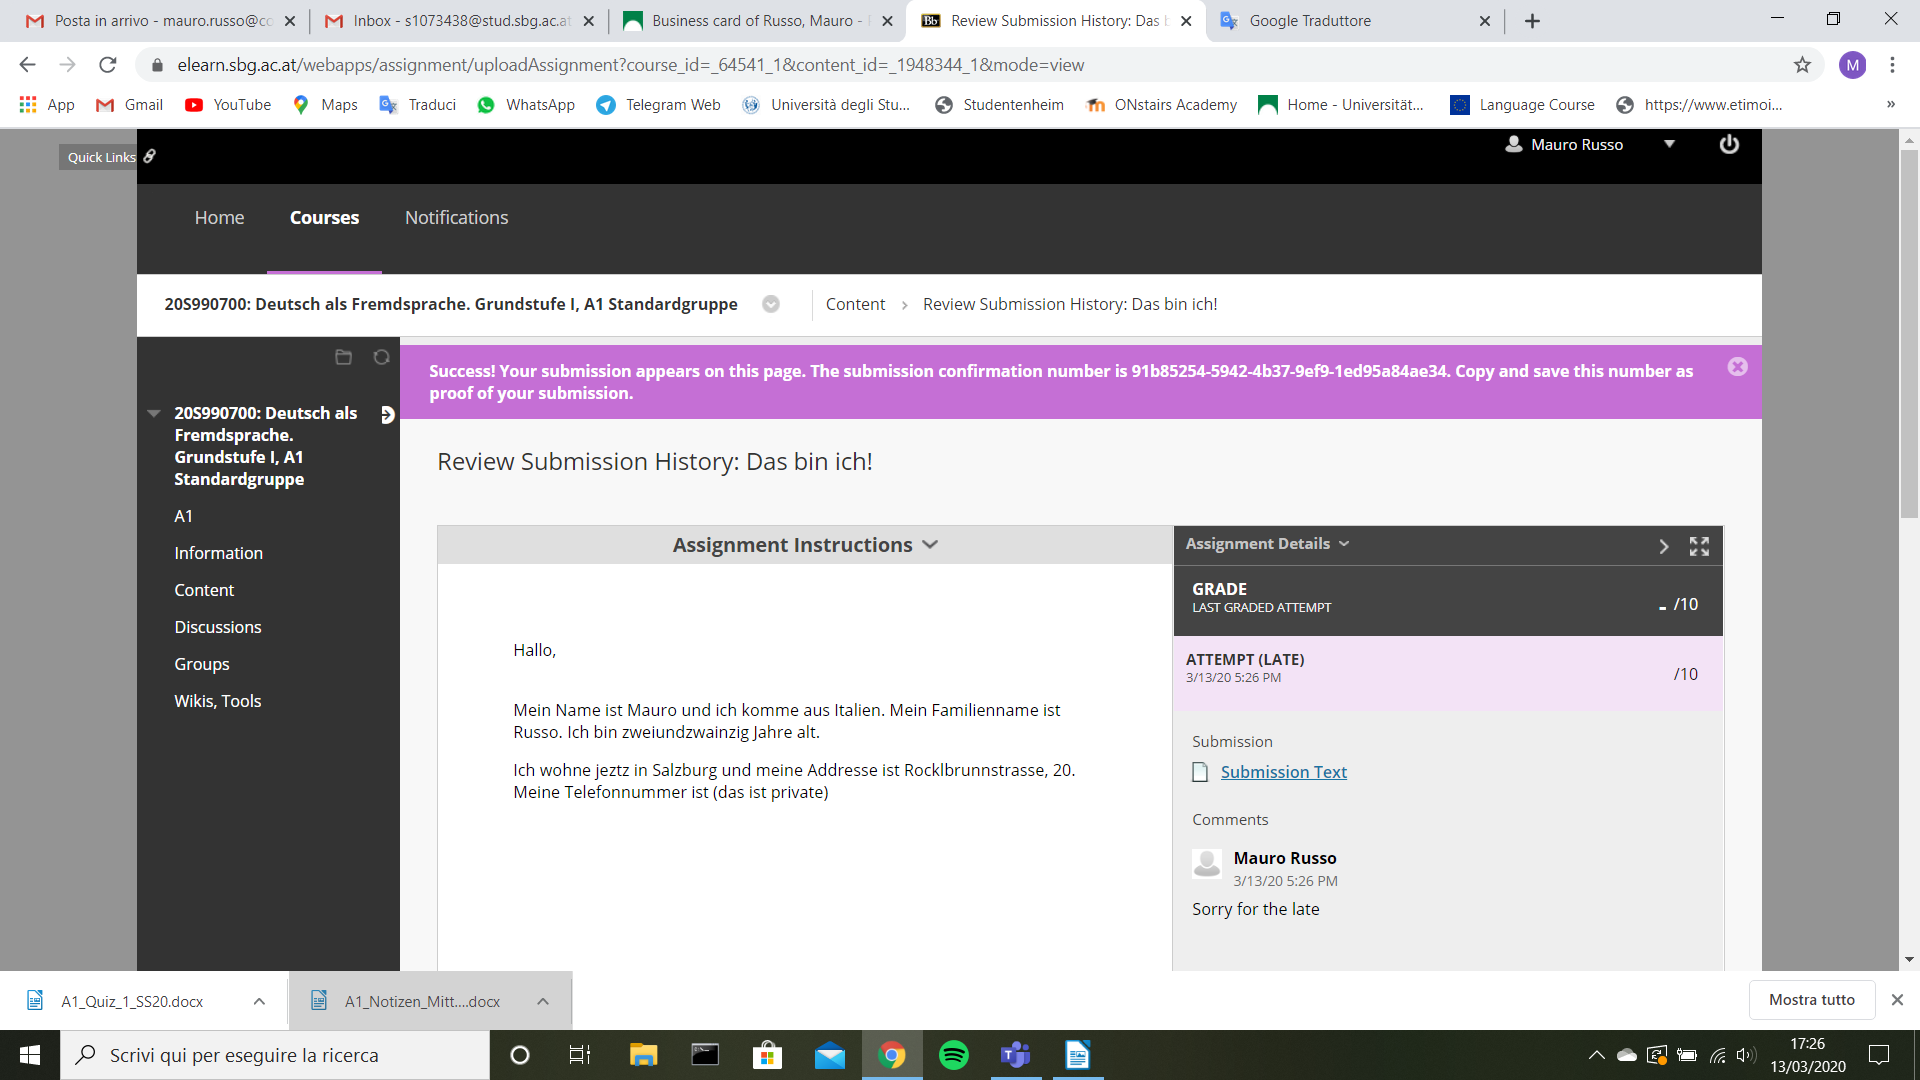 Posta in arrivo - mauro.russo@co
Inbox - s1073438@stud.sbg.ac.at
Business card of Russo, Mauro -
Bb Review Submission History: Das
Google Traduttore
elearn.sbg.ac.at/webapps/assignment/uploadAssignment?course_id=_64541_1&content_id=_1948344_1&mode=view
M
App
Gmail
YouTube
Maps
Traduci
WhatsApp
Telegram Web
Università degli Stu...
Studentenheim
ONstairs Academy
Home - Universität...
Language Course
https://www.etimoi...
»
Quick Links
Mauro Russo
Home
Courses
Notifications
20S990700: Deutsch als Fremdsprache. Grundstufe I, A1 Standardgruppe
Content
Review Submission History: Das bin ich!
Success! Your submission appears on this page. The submission confirmation number is 91b85254-5942-4b37-9ef9-1ed95a84ae34. Copy and save this number as
proof of your submission.
20S990700: Deutsch als
Fremdsprache.
Grundstufe I, A1
Standardgruppe
A1
Information
Content
Discussions
Groups
Wikis, Tools
Review Submission History: Das bin ich!
Assignment Instructions
Hallo,
Mein Name ist Mauro und ich komme aus Italien. Mein Familienname ist
Russo. Ich bin zweiundzwainzig Jahre alt.
Ich wohne jeztz in Salzburg und meine Addresse ist Rocklbrunnstrasse, 20.
Meine Telefonnummer ist (das ist private)
Assignment Details
GRADE
LAST GRADED ATTEMPT
- /10
ATTEMPT (LATE)
3/13/20 5:26 PM
/10
Submission
Submission Text
Comments
Mauro Russo
3/13/20 5:26 PM
Sorry for the late
A1_Quiz_1_SS20.docx
A1_Notizen_Mitt....docx
Mostra tutto
Scrivi qui per eseguire la ricerca
17:26
13/03/2020